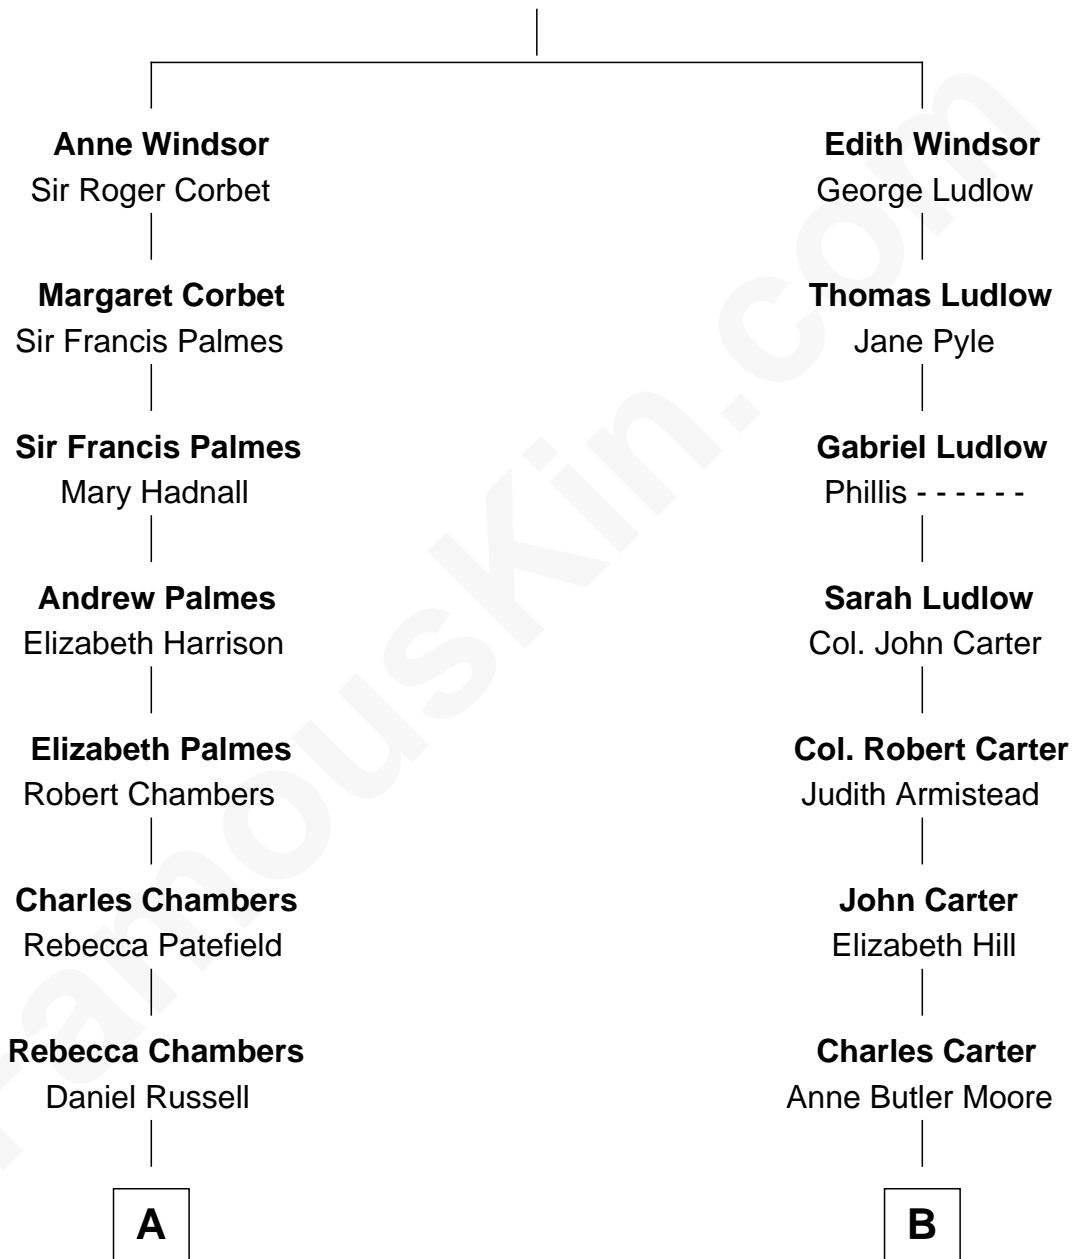 Anne Windsor
Sir Roger Corbet
Margaret Corbet
Sir Francis Palmes
Sir Francis Palmes
Mary Hadnall
Andrew Palmes
Elizabeth Harrison
Elizabeth Palmes
Robert Chambers
Charles Chambers
Rebecca Patefield
Rebecca Chambers
Daniel Russell
A
Edith Windsor
George Ludlow
Thomas Ludlow
Jane Pyle
Gabriel Ludlow
Phillis - - - - - -
Sarah Ludlow
Col. John Carter
Col. Robert Carter
Judith Armistead
John Carter
Elizabeth Hill
Charles Carter
Anne Butler Moore
B
FamousKin.com